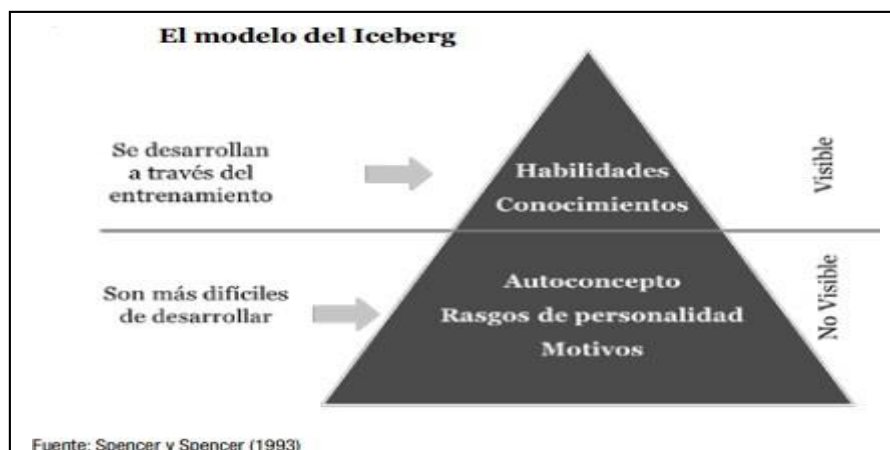 El modelo del Iceberg
Se desarrollan
a través del
entrenamiento
Habilidades
Conocimientos
Visible
Son más difíciles
de desarrollar
Autoconcepto
Rasgos de personalidad
Motivos
No Visible
Fuente: Spencer y Spencer (1993)